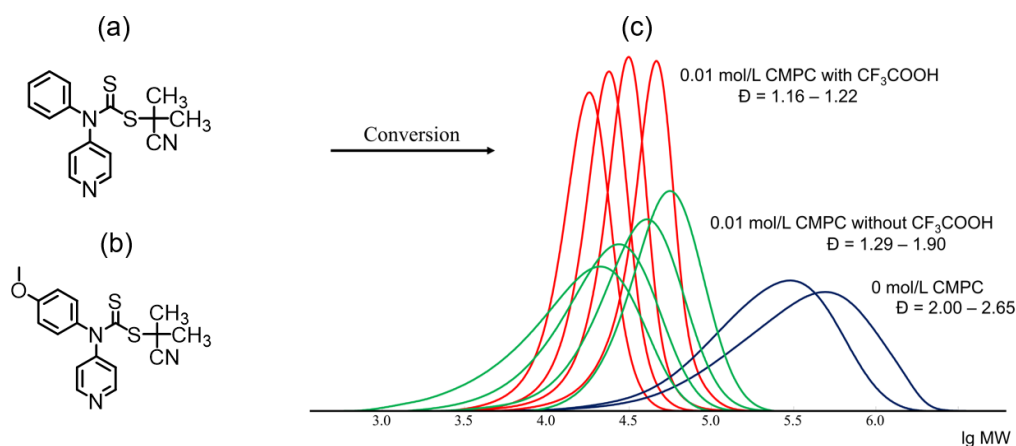 (a)
S
N
S
CH₃
CH₃
CN
N
(b)
O
S
N
S
CH₃
CH₃
CN
N
Conversion
(c)
0.01 mol/L CMPC with CF₃COOH
Đ = 1.16 – 1.22
0.01 mol/L CMPC without CF₃COOH
Đ = 1.29 – 1.90
0 mol/L CMPC
Đ = 2.00 – 2.65
3.0 3.5 4.0 4.5 5.0 5.5 6.0
lg MW